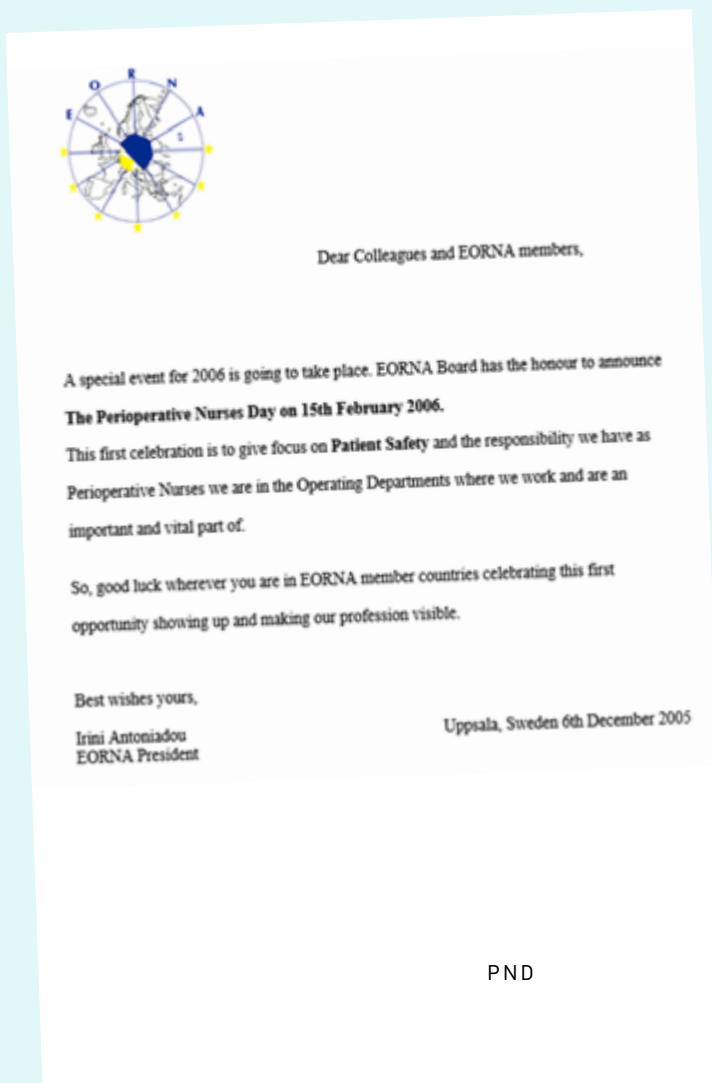 E O R N A
Dear Colleagues and EORNA members,
A special event for 2006 is going to take place. EORNA Board has the honour to announce
The Perioperative Nurses Day on 15th February 2006.
This first celebration is to give focus on Patient Safety and the responsibility we have as
Perioperative Nurses we are in the Operating Departments where we work and are an
important and vital part of.
So, good luck wherever you are in EORNA member countries celebrating this first
opportunity showing up and making our profession visible.
Best wishes yours,
Irini Antoniadou
EORNA President
Uppsala, Sweden 6th December 2005
PND